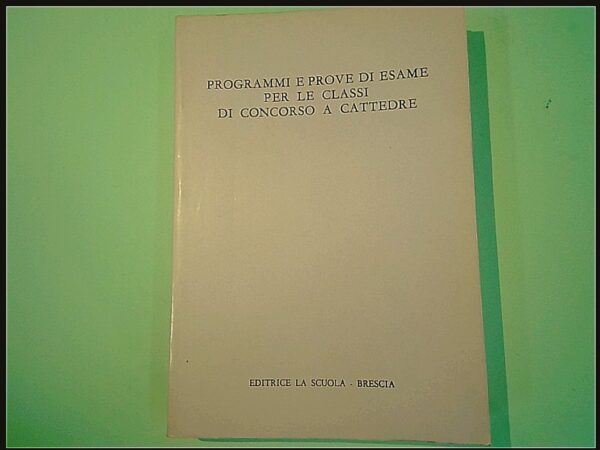 PROGRAMMI E PROVE DI ESAME
PER LE CLASSI
DI CONCORSO A CATTEDRE
EDITRICE LA SCUOLA - BRESCIA